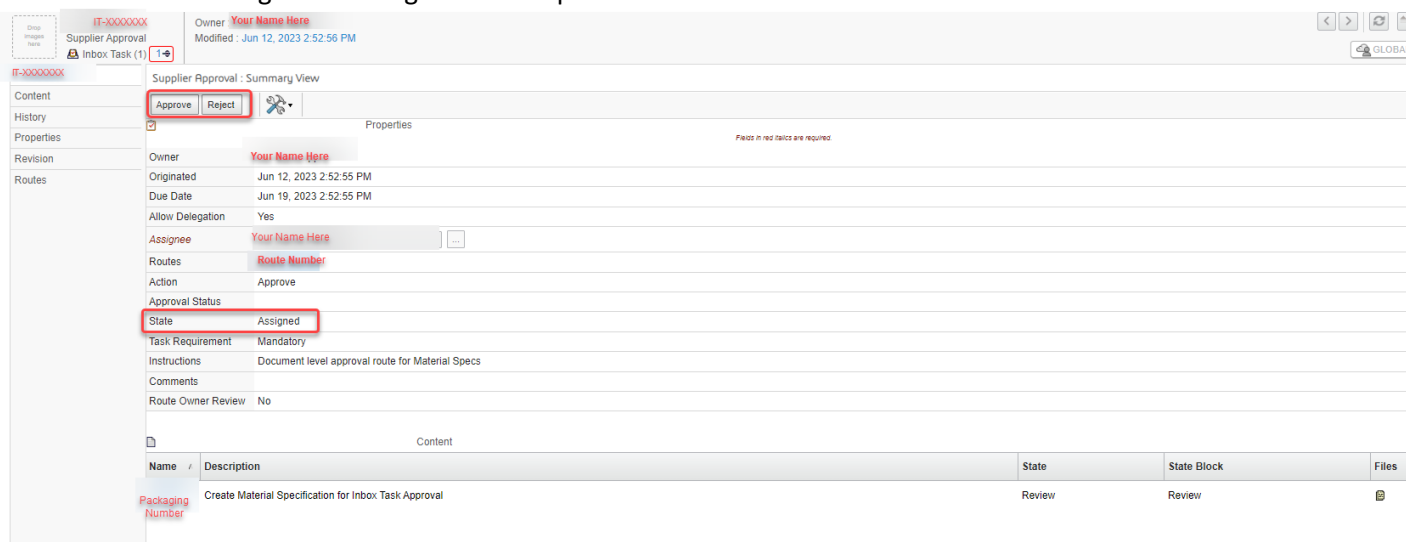 Drop
images
here
IT-XXXXXXX
Supplier Approval
Inbox Task (1) 1
Owner Your Name Here
Modified : Jun 12, 2023 2:52:56 PM
GLOBA
IT-XXXXXXX
Content
History
Properties
Revision
Routes
Supplier Approval : Summary View
Approve Reject
Properties
Fields in red italics are required.
Owner Your Name Here
Originated Jun 12, 2023 2:52:55 PM
Due Date Jun 19, 2023 2:52:55 PM
Allow Delegation Yes
Assignee Your Name Here ...
Routes Route Number
Action Approve
Approval Status
State Assigned
Task Requirement Mandatory
Instructions Document level approval route for Material Specs
Comments
Route Owner Review No
Content
Name Description State State Block Files
Packaging Number Create Material Specification for Inbox Task Approval Review Review